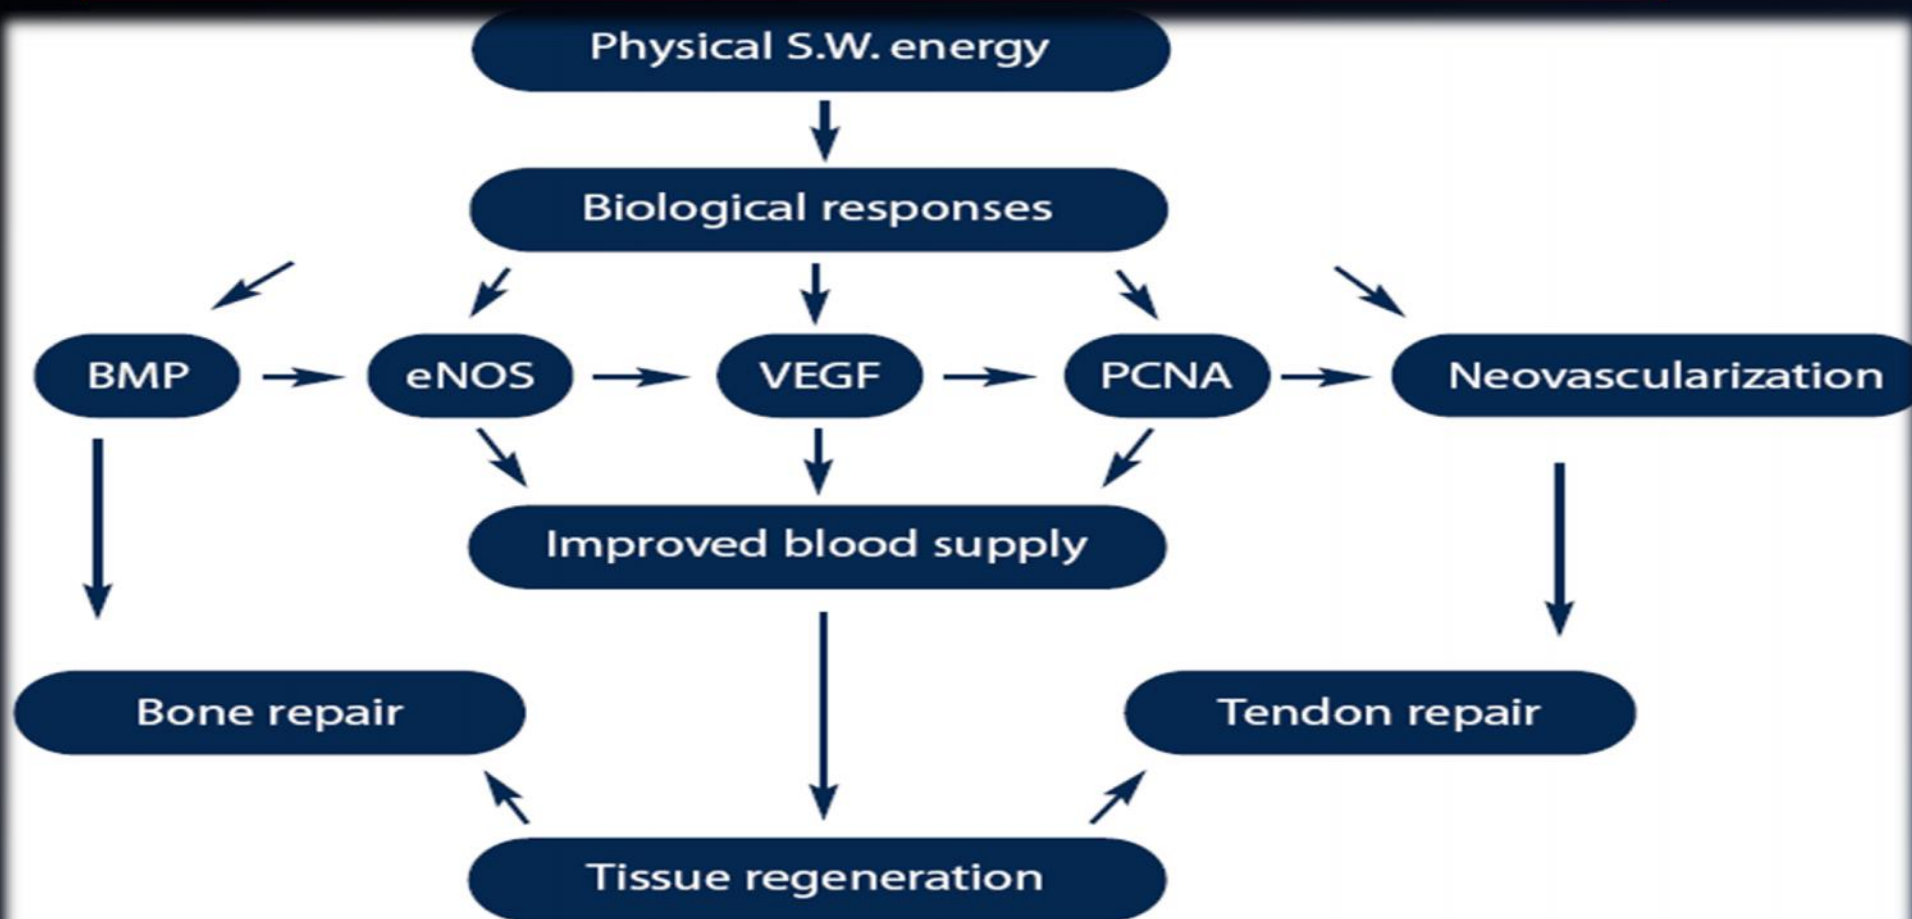 Physical S.W. energy
Biological responses
BMP
eNOS
VEGF
PCNA
Neovascularization
Improved blood supply
Bone repair
Tendon repair
Tissue regeneration